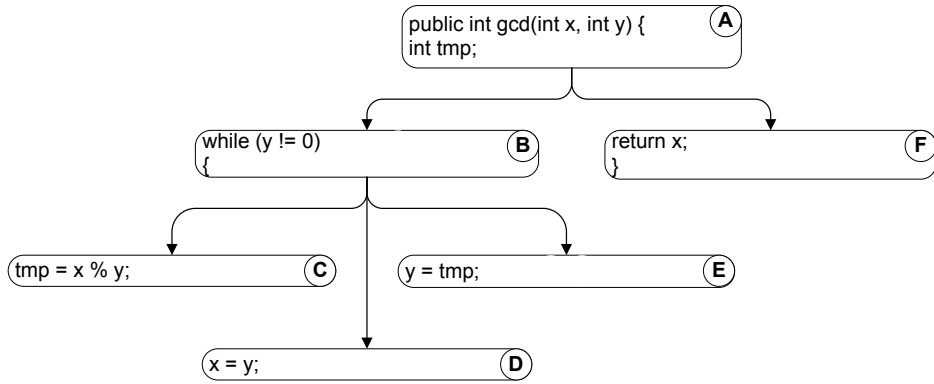 public int gcd(int x, int y) { A
int tmp;
while (y != 0) B
{
return x; F
}
tmp = x % y; C
y = tmp; E
x = y; D